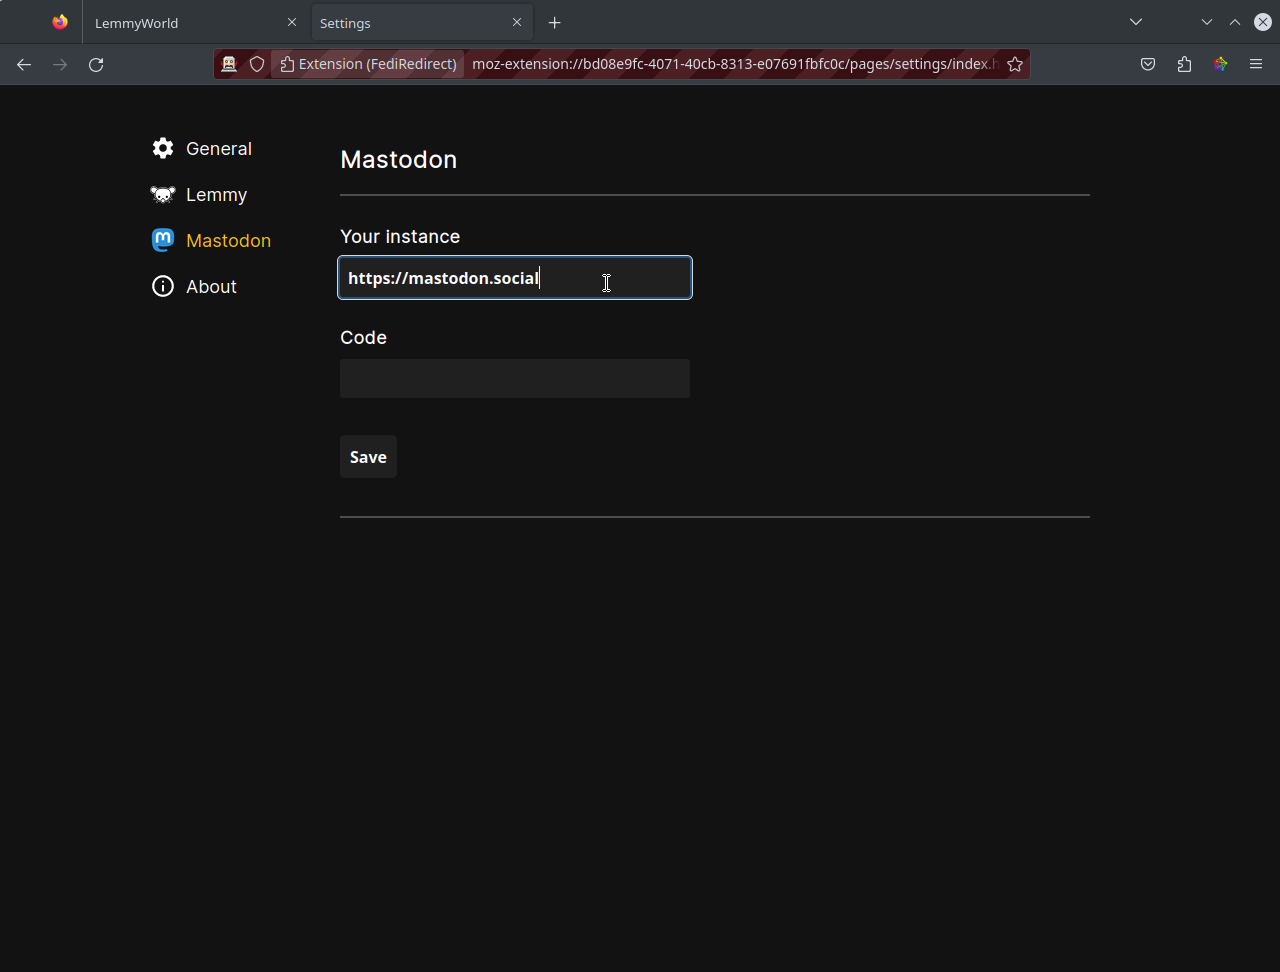 LemmyWorld
Settings
Extension (FediRedirect) moz-extension://bd08e9fc-4071-40cb-8313-e07691fbfc0c/pages/settings/index.h
General
Lemmy
Mastodon
About
Mastodon
Your instance
https://mastodon.social
Code
Save